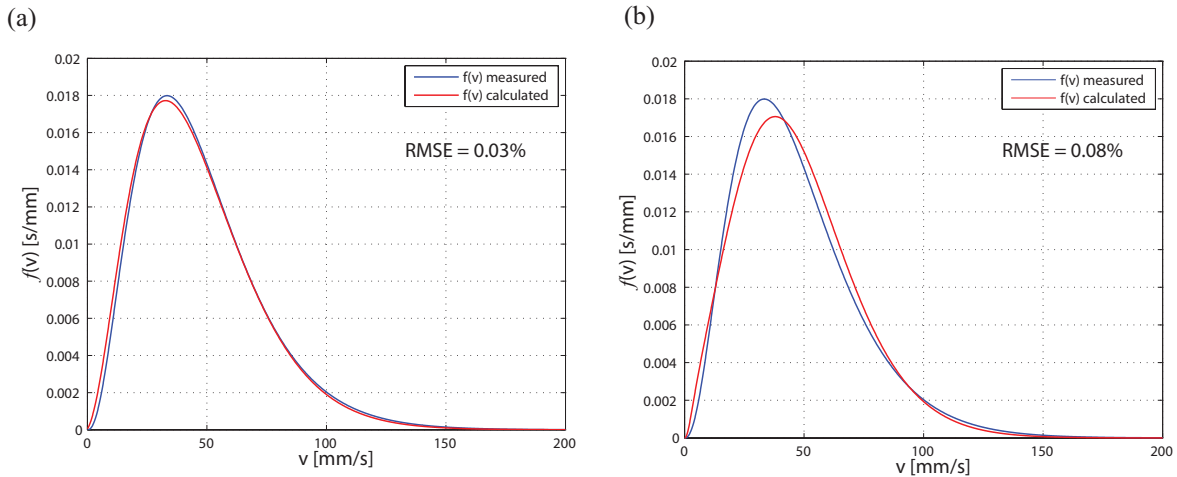 (a)
f(v) measured
f(v) calculated
RMSE = 0.03%
f(v) [s/mm]
0.02
0.018
0.016
0.014
0.012
0.01
0.008
0.006
0.004
0.002
0
0 50 100 150 200
v [mm/s]
(b)
f(v) measured
f(v) calculated
RMSE = 0.08%
f(v) [s/mm]
0.02
0.018
0.016
0.014
0.012
0.01
0.008
0.006
0.004
0.002
0
0 50 100 150 200
v [mm/s]